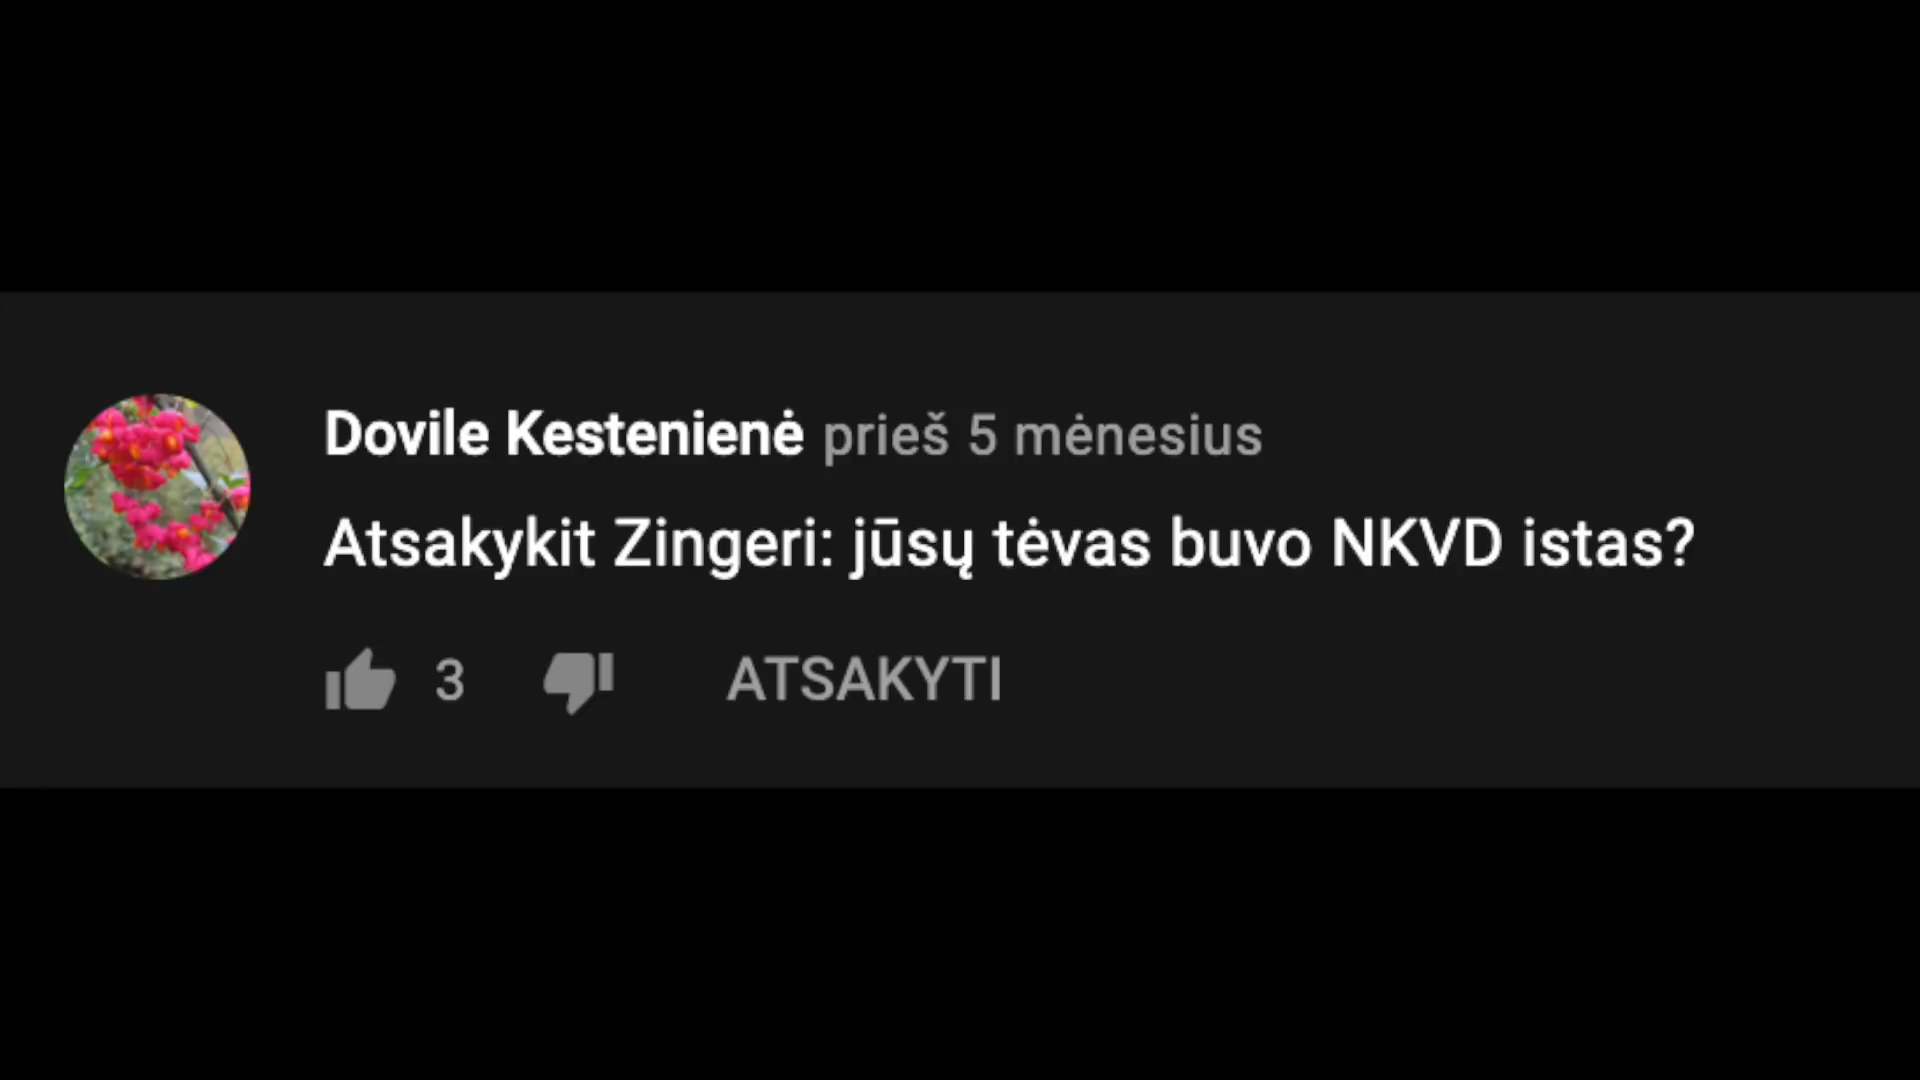 Dovile Kestenienė prieš 5 mėnesius
Atsakykit Zingeri: jūsų tėvas buvo NKVD istas?
3 ATSAKYTI